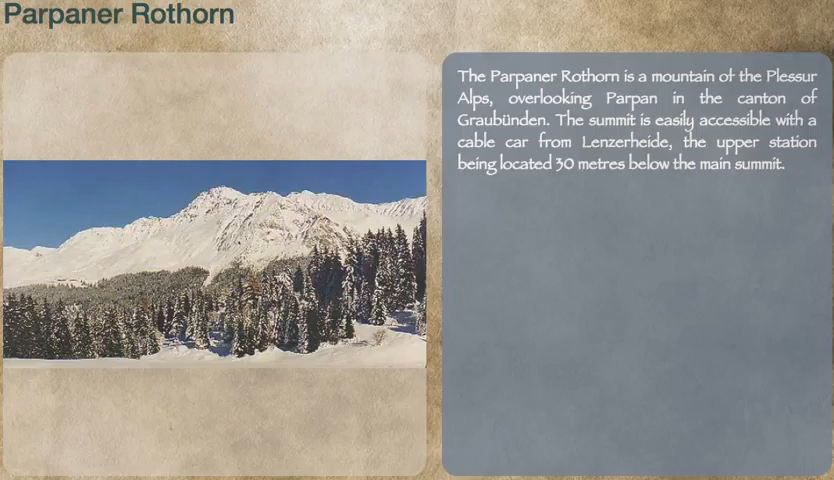 Parpaner Rothorn
The Parpaner Rothorn is a mountain of the Plessur
Alps, overlooking Parpan in the canton of
Graubünden. The summit is easily accessible with a
cable car from Lenzerheide, the upper station
being located 30 metres below the main summit.